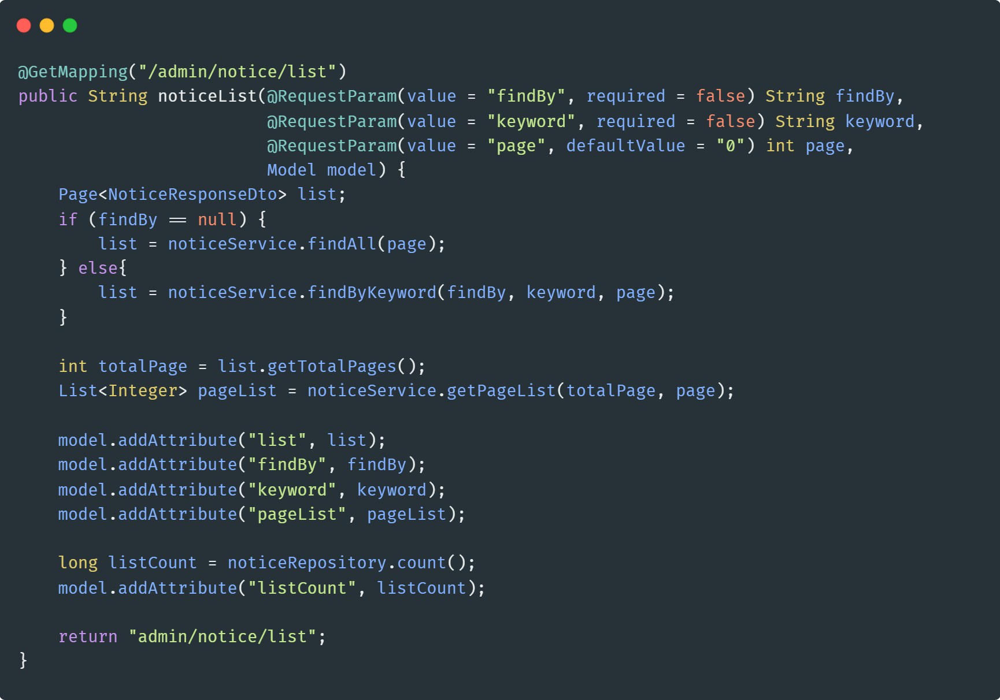 @GetMapping("/admin/notice/list")
public String noticeList(@RequestParam(value = "findBy", required = false) String findBy,
                         @RequestParam(value = "keyword", required = false) String keyword,
                         @RequestParam(value = "page", defaultValue = "0") int page,
                         Model model) {
    Page<NoticeResponseDto> list;
    if (findBy == null) {
        list = noticeService.findAll(page);
    } else{
        list = noticeService.findByKeyword(findBy, keyword, page);
    }

    int totalPage = list.getTotalPages();
    List<Integer> pageList = noticeService.getPageList(totalPage, page);

    model.addAttribute("list", list);
    model.addAttribute("findBy", findBy);
    model.addAttribute("keyword", keyword);
    model.addAttribute("pageList", pageList);

    long listCount = noticeRepository.count();
    model.addAttribute("listCount", listCount);

    return "admin/notice/list";
}